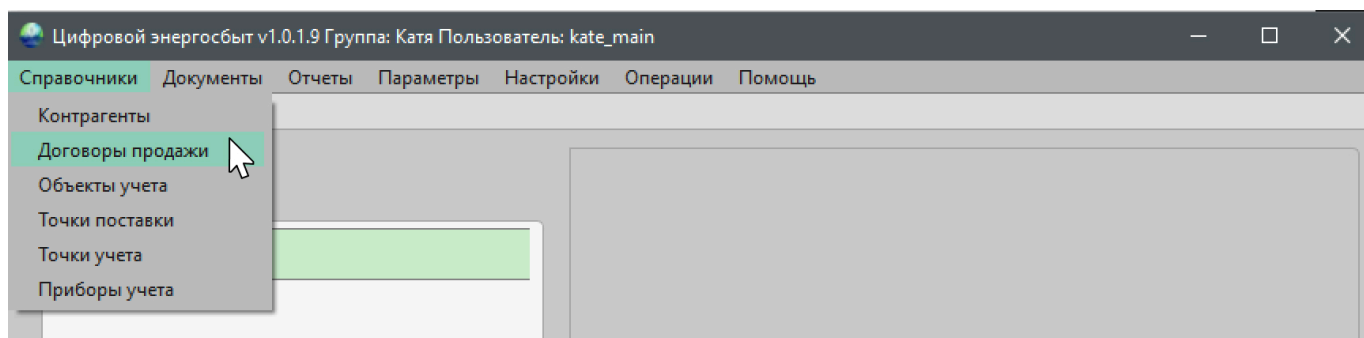 Цифровой энергосбыт v1.0.1.9 Группа: Катя Пользователь: kate_main
Справочники Документы Отчеты Параметры Настройки Операции Помощь
Контрагенты
Договоры продажи
Объекты учета
Точки поставки
Точки учета
Приборы учета